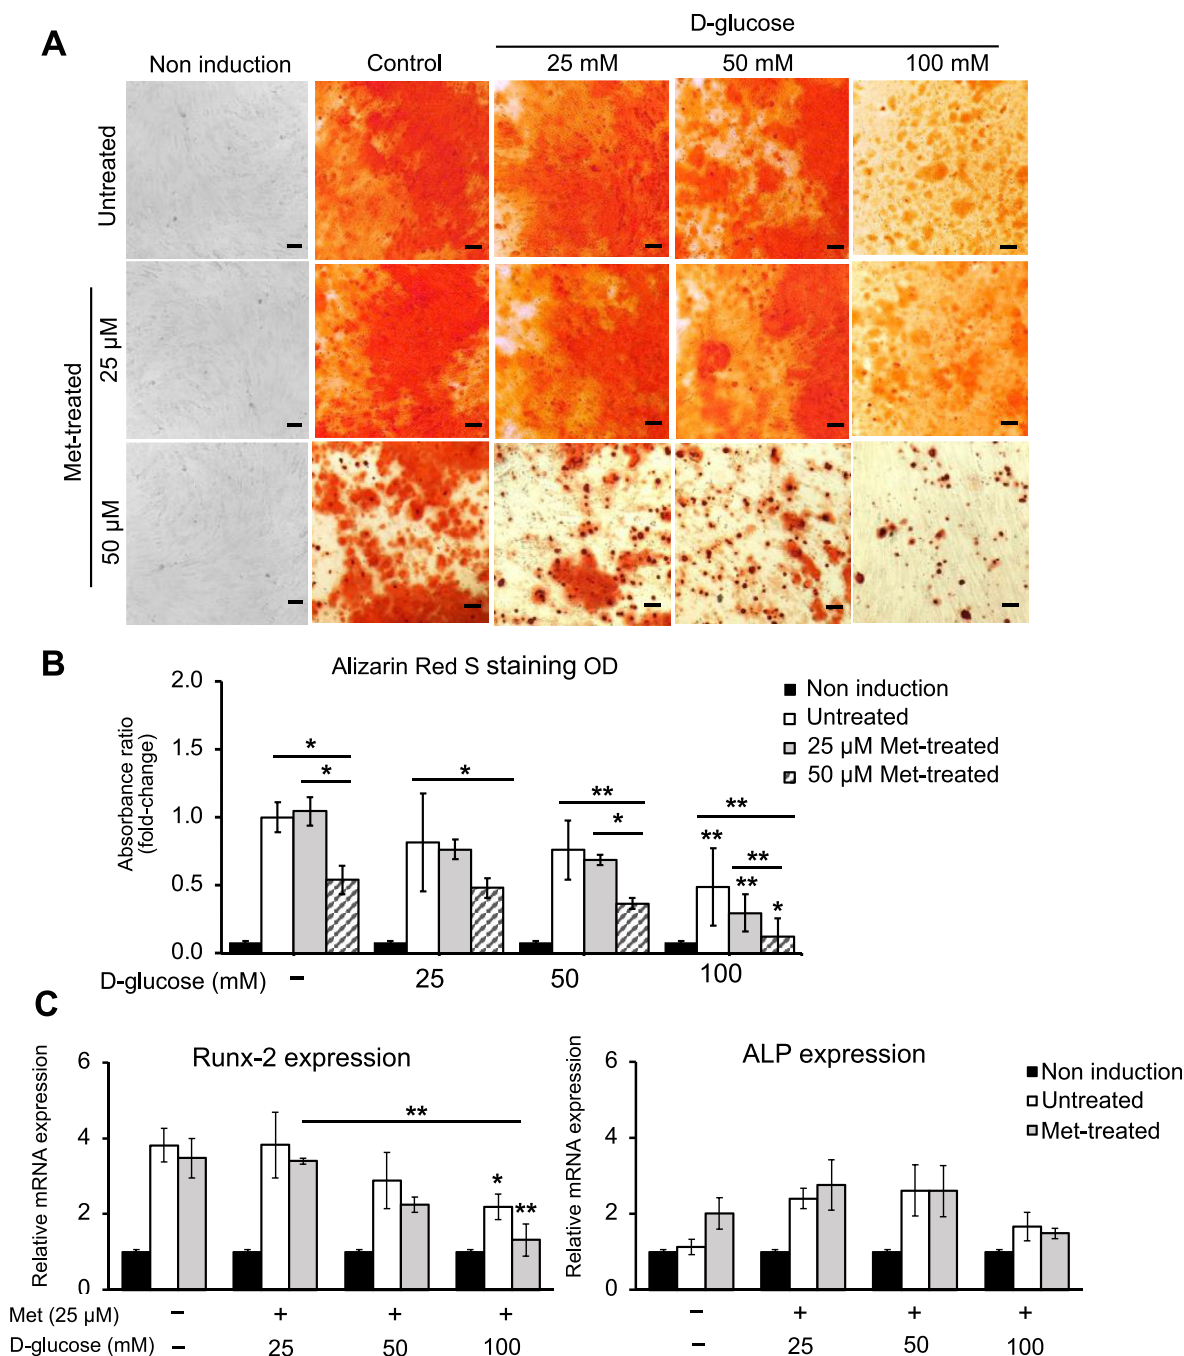 A
D-glucose
Non induction
Control
25 mM
50 mM
100 mM
Untreated
Met-treated
25 µM
50 µM
B
Alizarin Red S staining OD
Absorbance ratio
(fold-change)
2.0
1.5
1.0
0.5
0.0
* * * ** * ** ** ** ** *
Non induction
Untreated
25 µM Met-treated
50 µM Met-treated
D-glucose (mM) – 25 50 100
C
Runx-2 expression
Relative mRNA expression
6
4
2
0
** * **
ALP expression
Relative mRNA expression
6
4
2
0
Non induction
Untreated
Met-treated
Met (25 µM) – + + + – + + +
D-glucose (mM) – 25 50 100 – 25 50 100